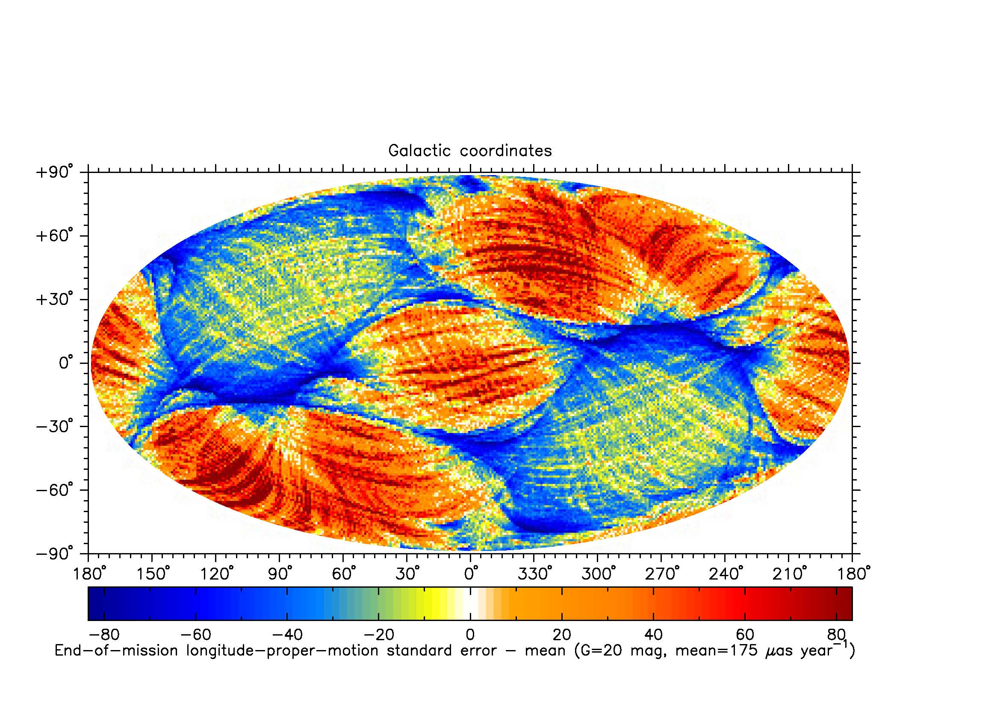 Galactic coordinates
+90°
+60°
+30°
0°
−30°
−60°
−90°
180° 150° 120° 90° 60° 30° 0° 330° 300° 270° 240° 210° 180°
−80 −60 −40 −20 0 20 40 60 80
End−of−mission longitude−proper−motion standard error − mean (G=20 mag, mean=175 μas year⁻¹)